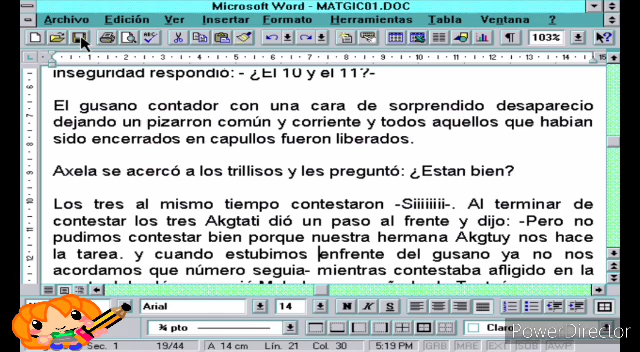 Microsoft Word - MATGIC01.DOC
Archivo Edición Ver Insertar Formato Herramientas Tabla Ventana ?
103%
inseguridad respondió: - ¿El 10 y el 11?-
El gusano contador con una cara de sorprendido desaparecio
dejando un pizarron común y corriente y todos aquellos que habian
sido encerrados en capullos fueron liberados.
Axela se acercó a los trillisos y les preguntó: ¿Estan bien?
Los tres al mismo tiempo contestaron -Siiiiiiii-. Al terminar de
contestar los tres Akgtati dió un paso al frente y dijo: -Pero no
pudimos contestar bien porque nuestra hermana Akgtuy nos hace
la tarea. y cuando estubimos enfrente del gusano ya no nos
acordamos que número seguia- mientras contestaba afligido en la
Arial 14 N K S
¾ pto Claro
Sec. 1 19/44 A 14 cm Lín. 21 Col. 30 5:19 PM GRB MRE EXT SOB
PowerDirector